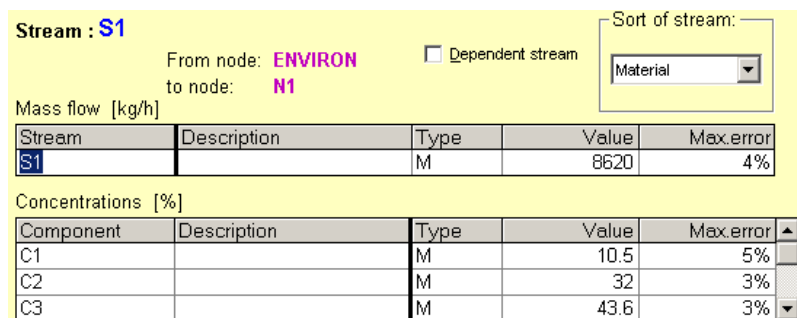 Stream : S1
Sort of stream:
From node: ENVIRON
Dependent stream
Material
to node: N1
Mass flow [kg/h]
Stream Description Type Value Max.error
S1 M 8620 4%
Concentrations [%]
Component Description Type Value Max.error
C1 M 10.5 5%
C2 M 32 3%
C3 M 43.6 3%